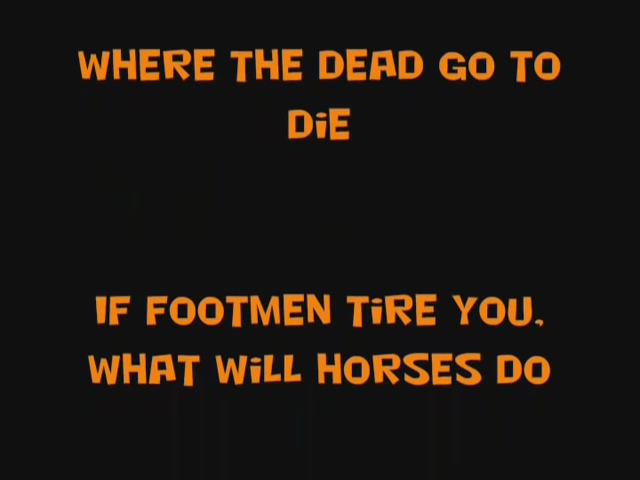 WHERE THE DEAD GO TO
DiE
IF FOOTMEN TiRE YOU,
WHAT WiLL HORSES DO